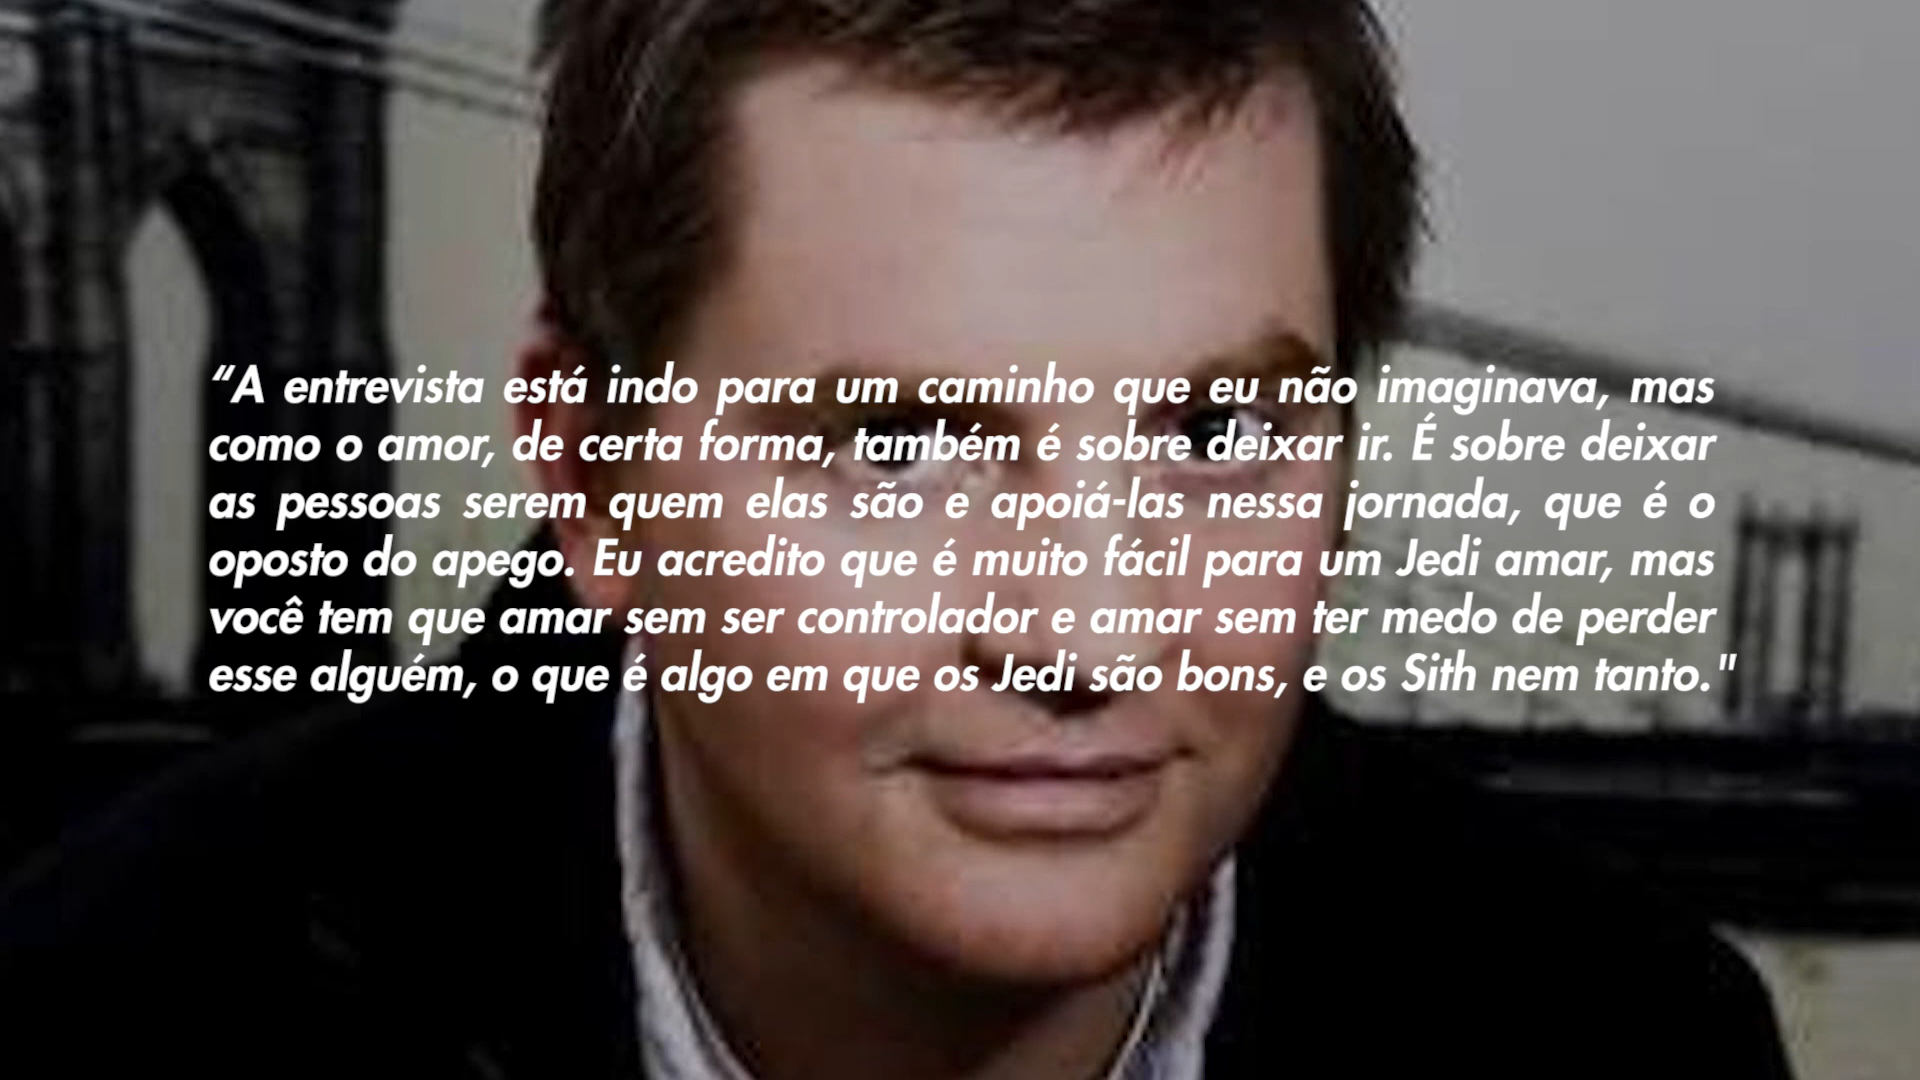 “A entrevista está indo para um caminho que eu não imaginava, mas
como o amor, de certa forma, também é sobre deixar ir. É sobre deixar
as pessoas serem quem elas são e apoiá-las nessa jornada, que é o
oposto do apego. Eu acredito que é muito fácil para um Jedi amar, mas
você tem que amar sem ser controlador e amar sem ter medo de perder
esse alguém, o que é algo em que os Jedi são bons, e os Sith nem tanto."